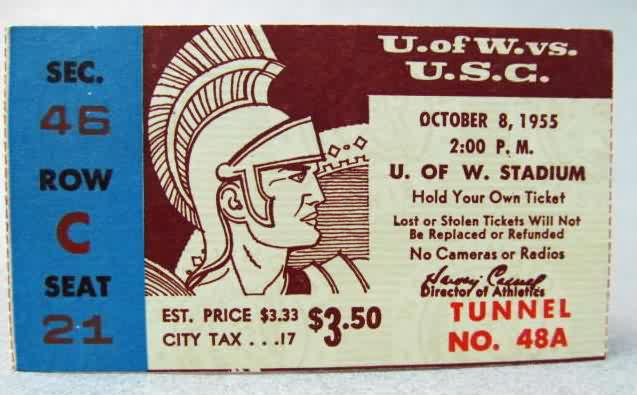 SEC.
46
ROW
C
SEAT
21
U. of W. vs.
U.S.C.
OCTOBER 8, 1955
2:00 P. M.
U. OF W. STADIUM
Hold Your Own Ticket
Lost or Stolen Tickets Will Not
Be Replaced or Refunded
No Cameras or Radios
Director of Athletics
EST. PRICE $3.33
CITY TAX . . . .17
$3.50
TUNNEL
NO. 48A